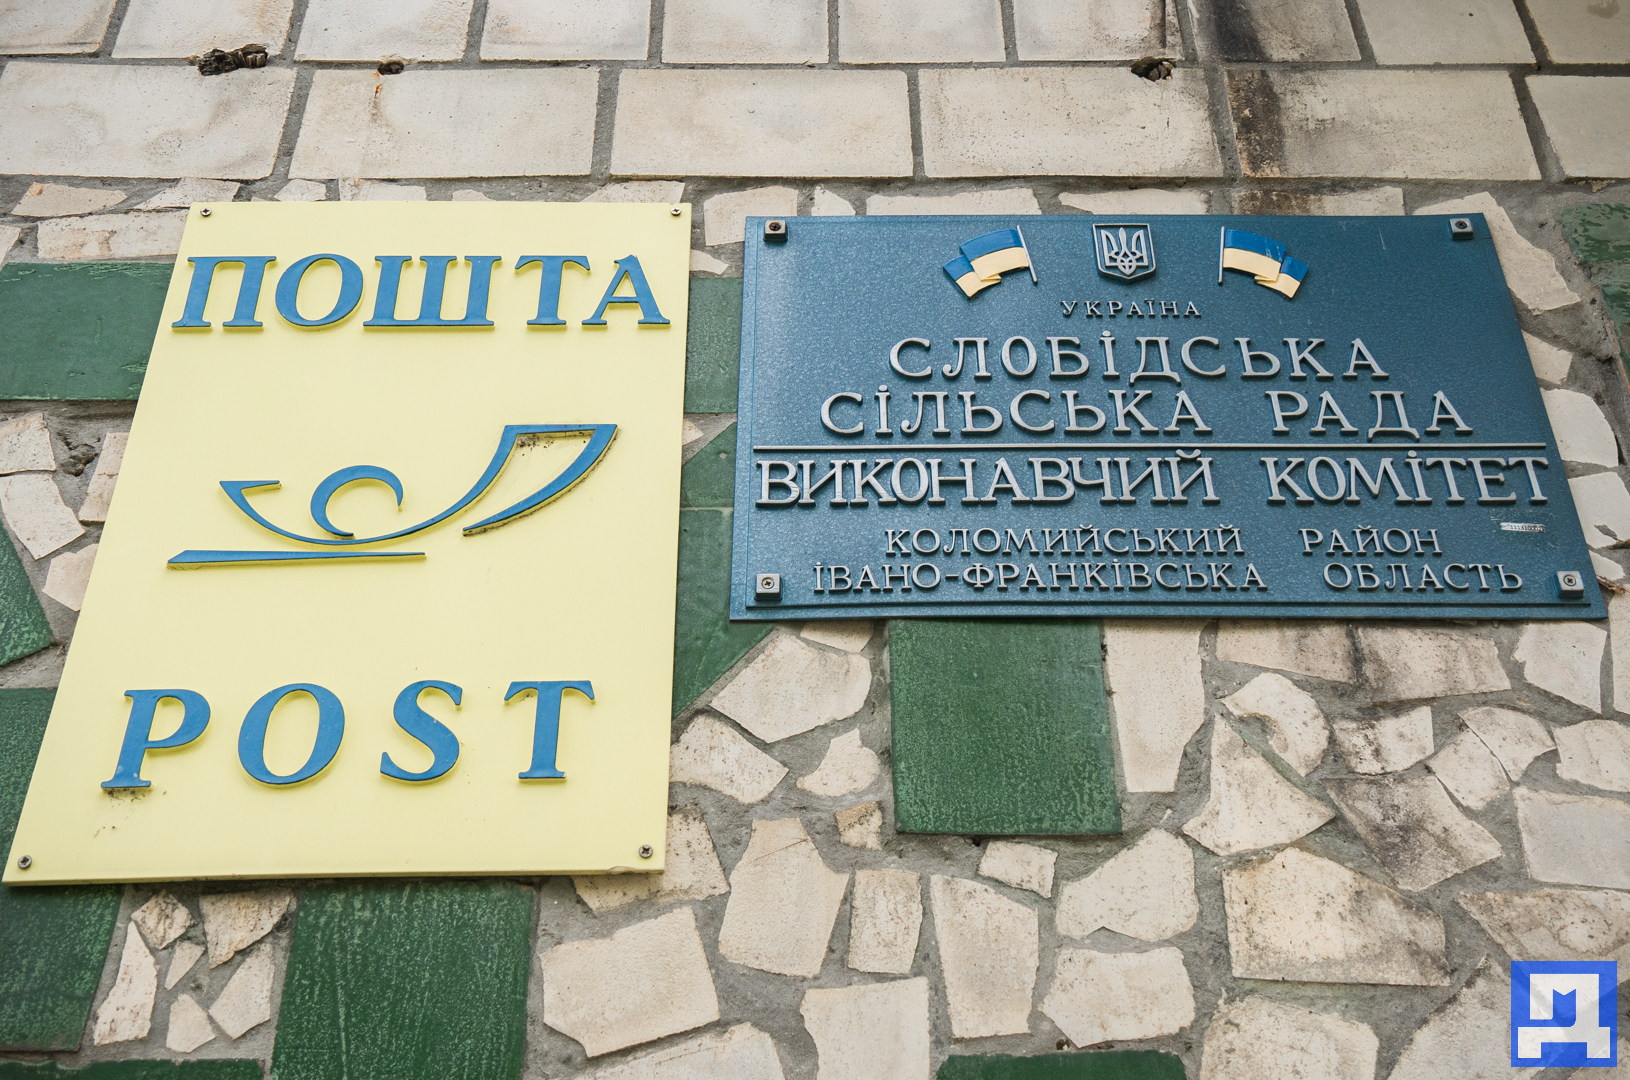 ПОШТА
POST
УКРАЇНА
СЛОБІДСЬКА
СІЛЬСЬКА РАДА
ВИКОНАВЧИЙ КОМІТЕТ
КОЛОМИЙСЬКИЙ РАЙОН
ІВАНО-ФРАНКІВСЬКА ОБЛАСТЬ